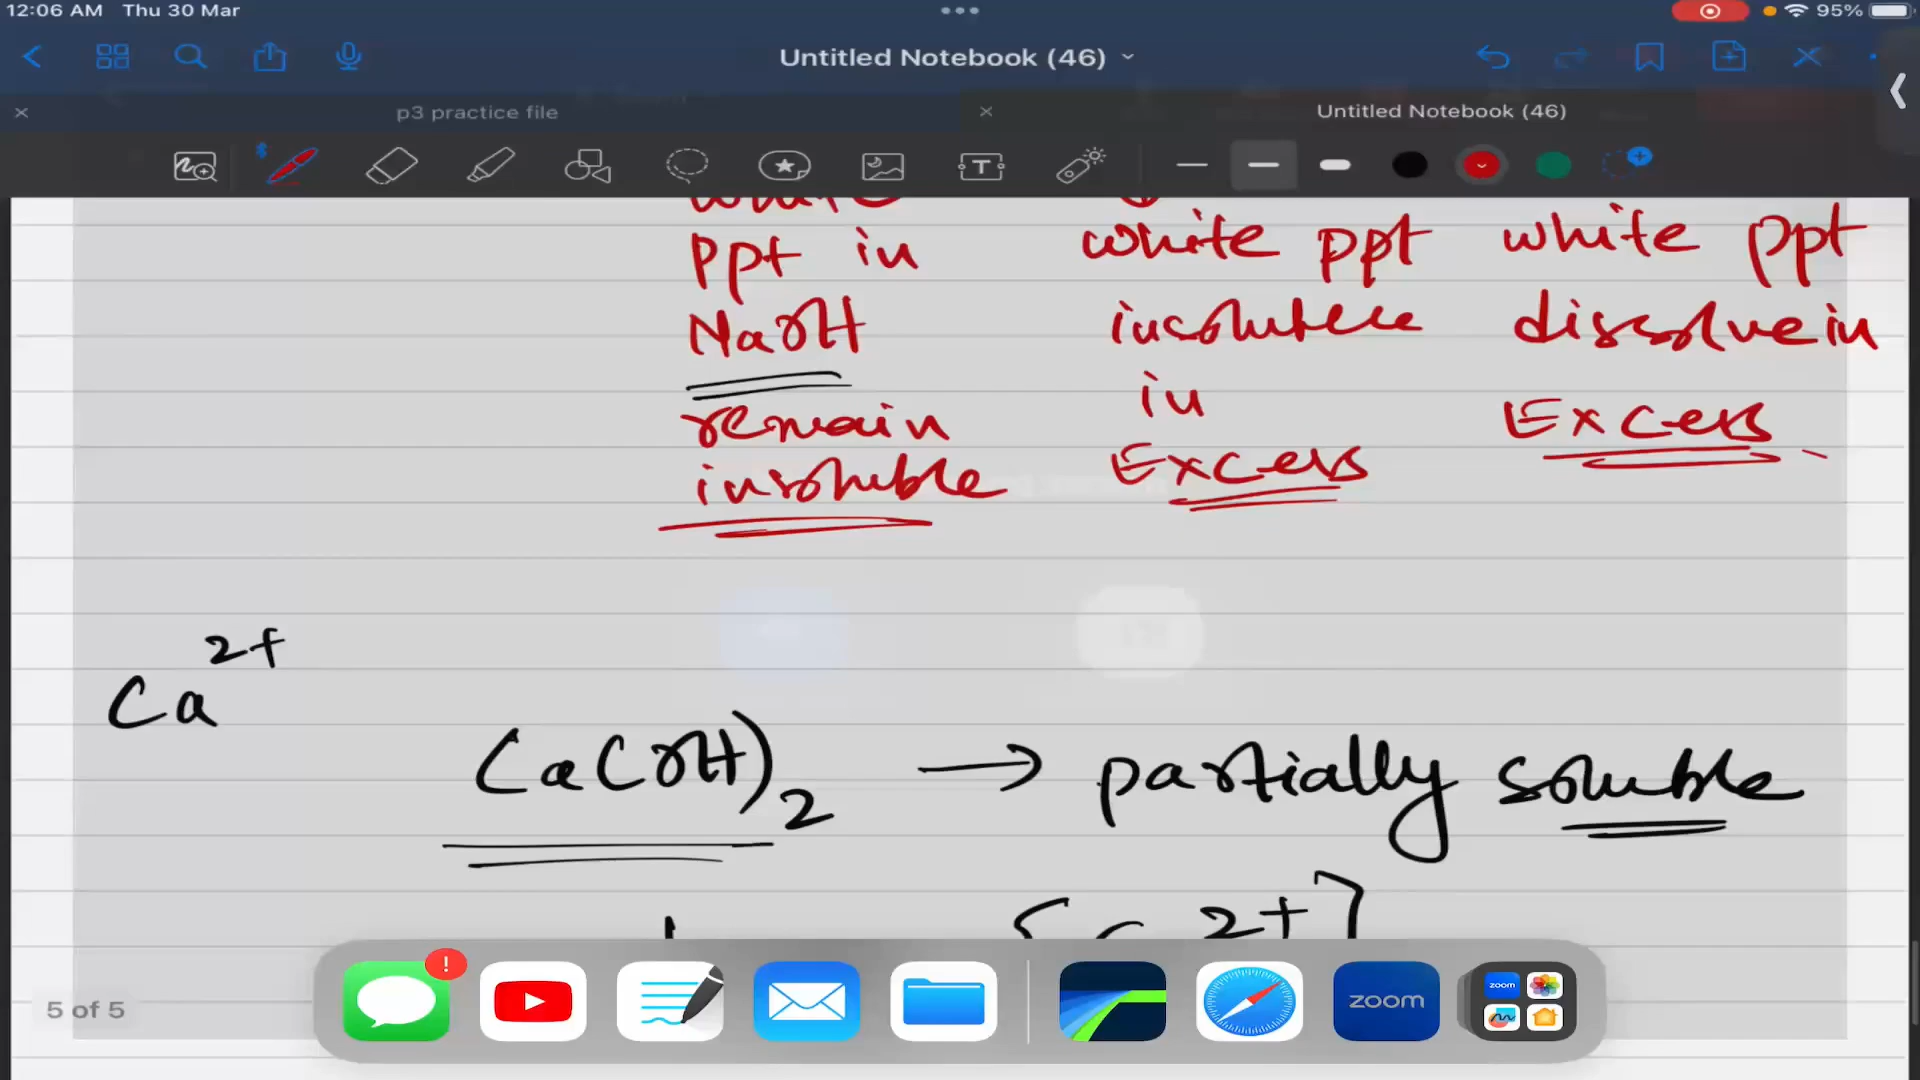 12:06 AM Thu 30 Mar
95%
Untitled Notebook (46)
p3 practice file
Untitled Notebook (46)
ppt in
NaOH
remain
insoluble
white ppt
insoluble
in
Excess
white ppt
dissolve in
Excess
Ca2+
Ca(OH)2 → partially soluble
2+]
5 of 5
zoom
zoom